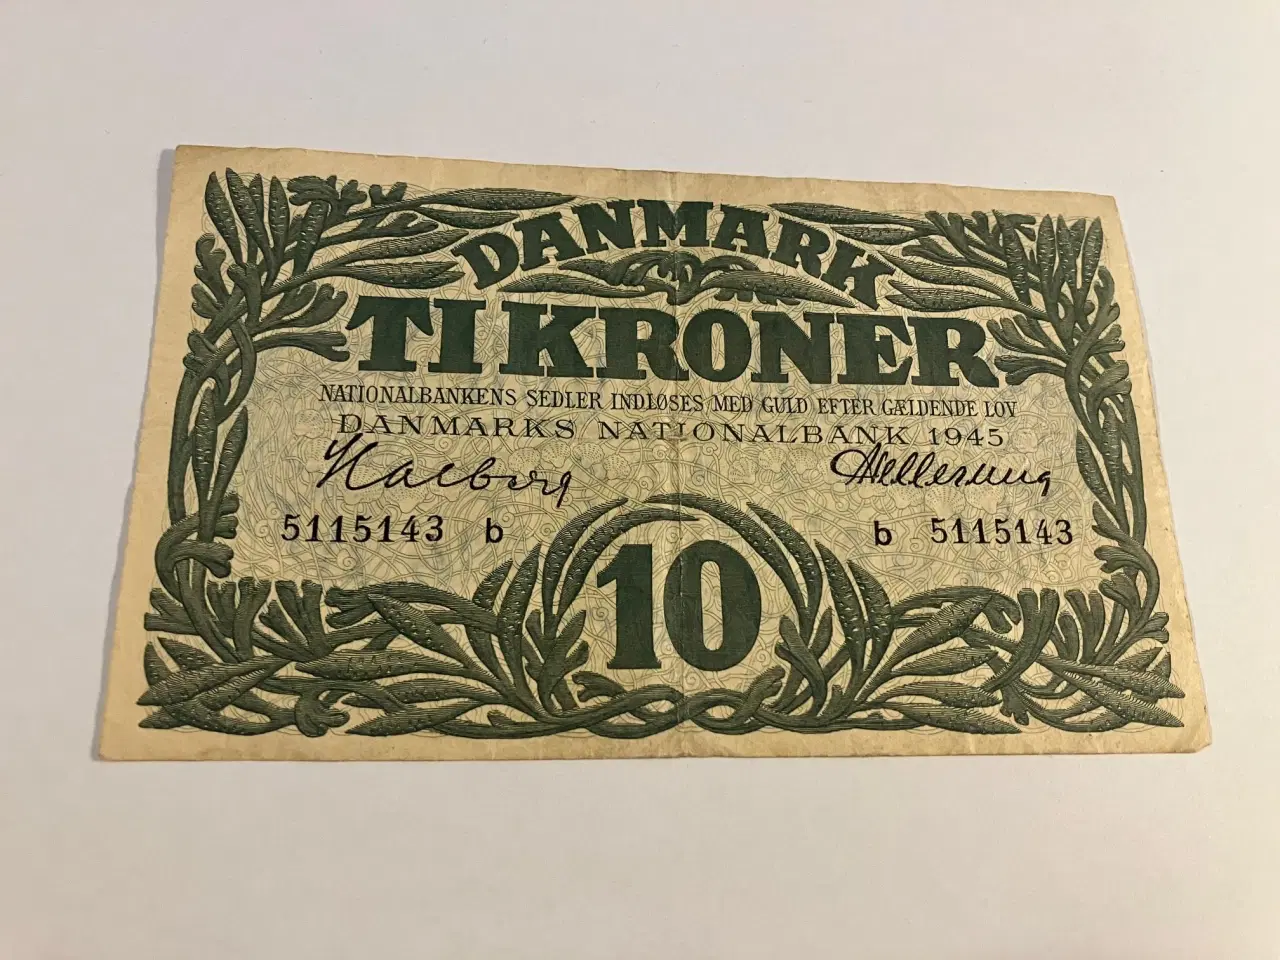 DANMARK
TI KRONER
NATIONALBANKENS SEDLER INDLØSES MED GULD EFTER GÆLDENDE LOV
DANMARKS NATIONALBANK 1945
5115143 b b 5115143
10